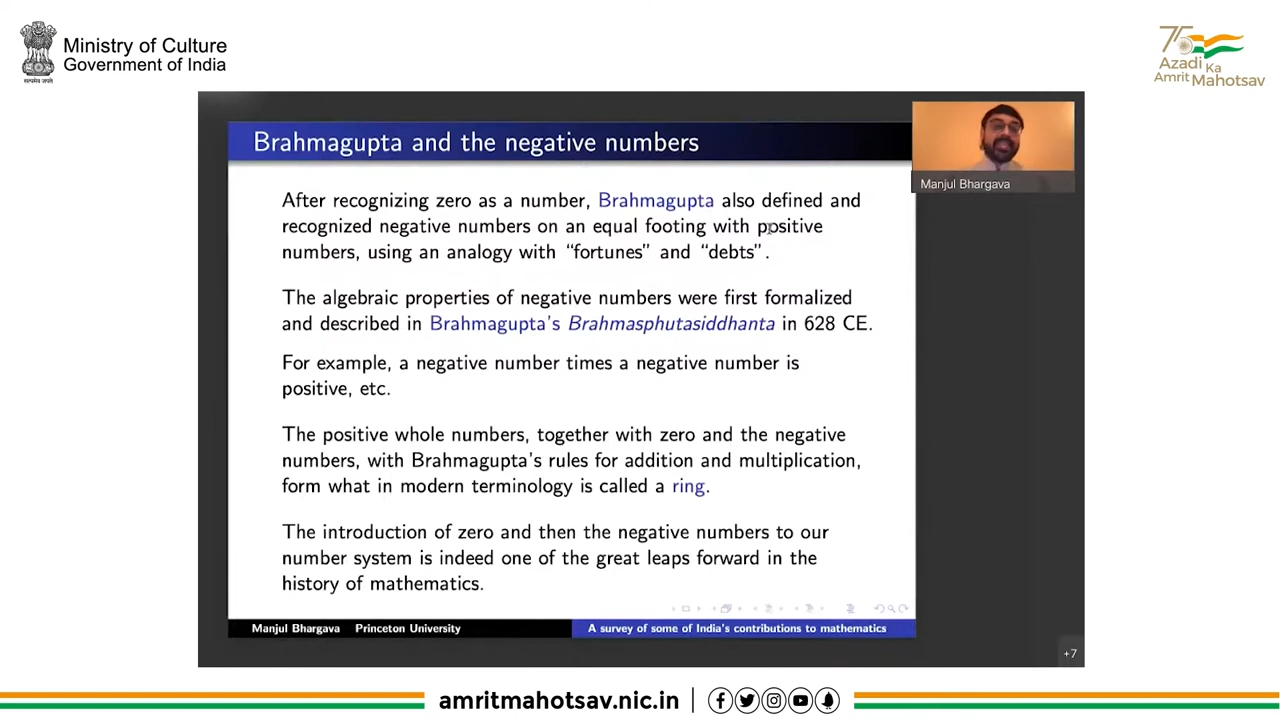 Ministry of Culture
Government of India
सत्यमेव जयते
75
Azadi
Ka
Amrit Mahotsav
Brahmagupta and the negative numbers
Manjul Bhargava
After recognizing zero as a number, Brahmagupta also defined and
recognized negative numbers on an equal footing with positive
numbers, using an analogy with “fortunes” and “debts”.
The algebraic properties of negative numbers were first formalized
and described in Brahmagupta's Brahmasphutasiddhanta in 628 CE.
For example, a negative number times a negative number is
positive, etc.
The positive whole numbers, together with zero and the negative
numbers, with Brahmagupta's rules for addition and multiplication,
form what in modern terminology is called a ring.
The introduction of zero and then the negative numbers to our
number system is indeed one of the great leaps forward in the
history of mathematics.
Manjul Bhargava Princeton University
A survey of some of India's contributions to mathematics
+7
amritmahotsav.nic.in